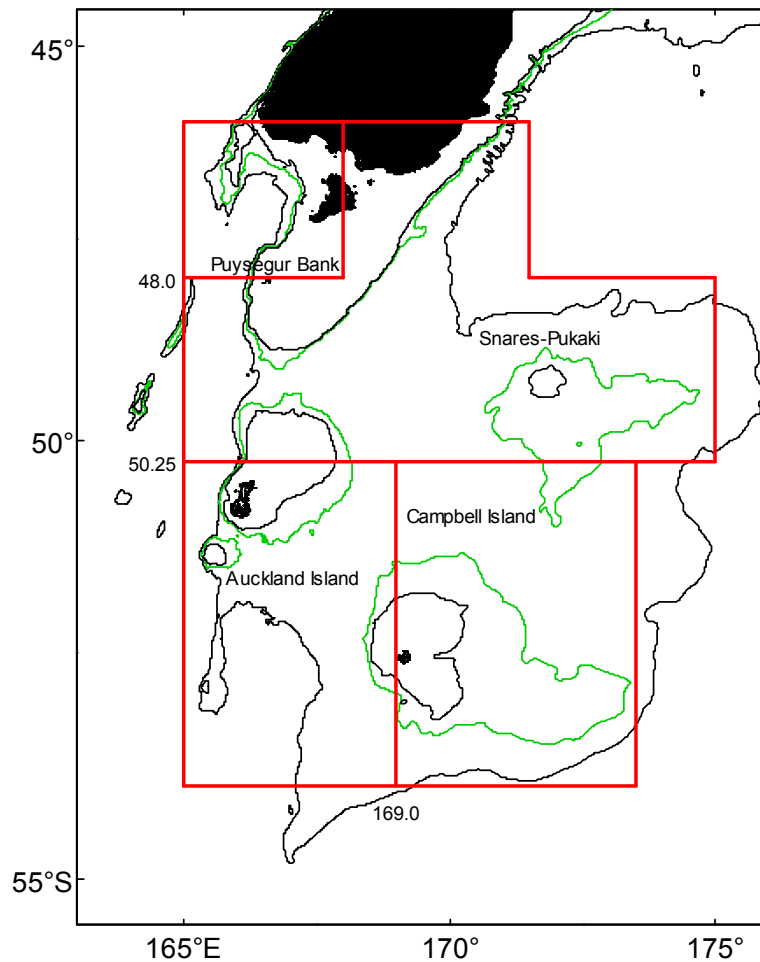 45°
Puysegur Bank
48.0
Snares-Pukaki
50°
50.25
Campbell Island
Auckland Island
169.0
55°S
165°E
170°
175°